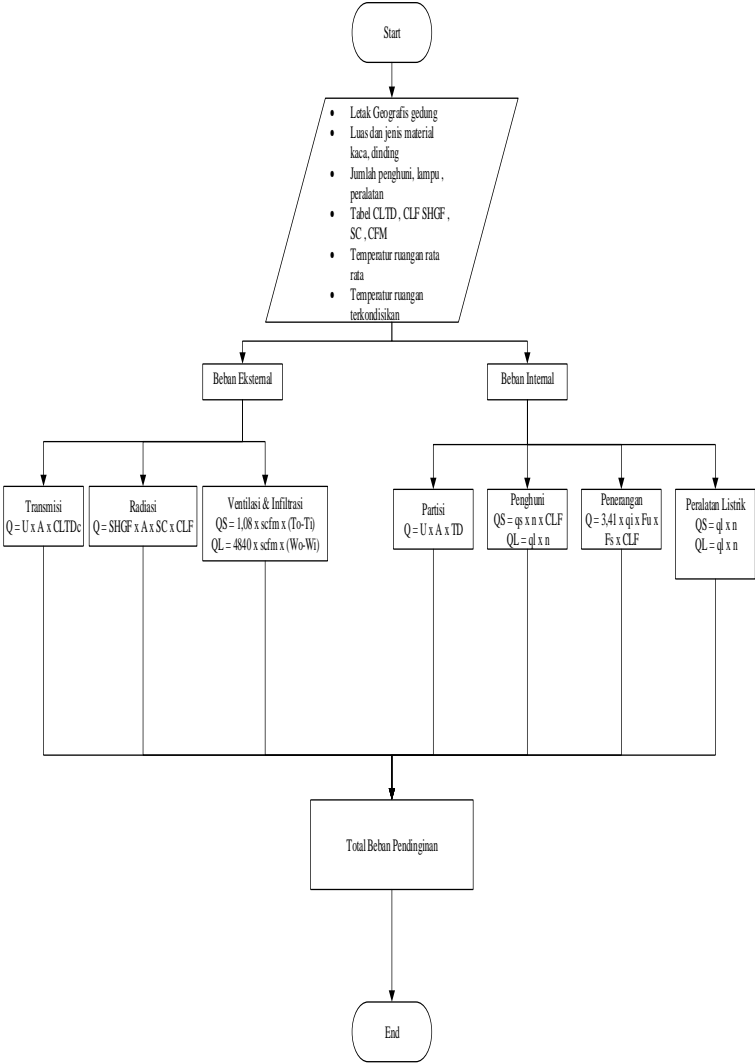 Start
• Letak Geografis gedung
• Luas dan jenis material
kaca, dinding
• Jumlah penghuni, lampu ,
peralatan
• Tabel CLTD , CLF SHGF ,
SC , CFM
• Temperatur ruangan rata
rata
• Temperatur ruangan
terkondisikan
Beban Eksternal
Beban Internal
Transmisi
Q = U x A x CLTDc
Radiasi
Q = SHGF x A x SC x CLF
Ventilasi & Infiltrasi
QS = 1,08 x scfm x (To-Ti)
QL = 4840 x scfm x (Wo-Wi)
Partisi
Q = U x A x TD
Penghuni
QS = qs x n x CLF
QL = ql x n
Penerangan
Q = 3,41 x qi x Fu x
Fs x CLF
Peralatan Listrik
QS = ql x n
QL = ql x n
Total Beban Pendinginan
End